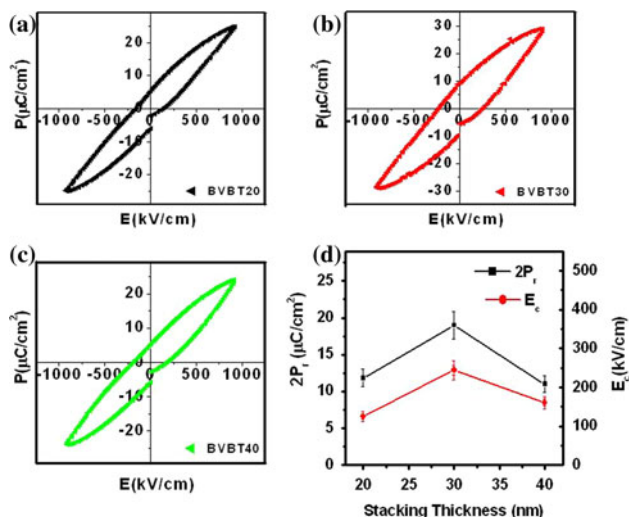 (a)
P(μC/cm²)
20
10
-1000 -500 0 500 1000
-20
BVBT20
E(kV/cm)
(b)
P(μC/cm²)
30
20
10
-1000 -500 0 500 1000
-20
-30
BVBT30
E(kV/cm)
(c)
P(μC/cm²)
20
10
-1000 -500 0 500 1000
-10
-20
BVBT40
E(kV/cm)
(d)
2Pr (μC/cm²)
25
20
15
10
5
0
2Pr
Ec
500
400
300
200
100
0
Ec(kV/cm)
20 25 30 35 40
Stacking Thickness (nm)